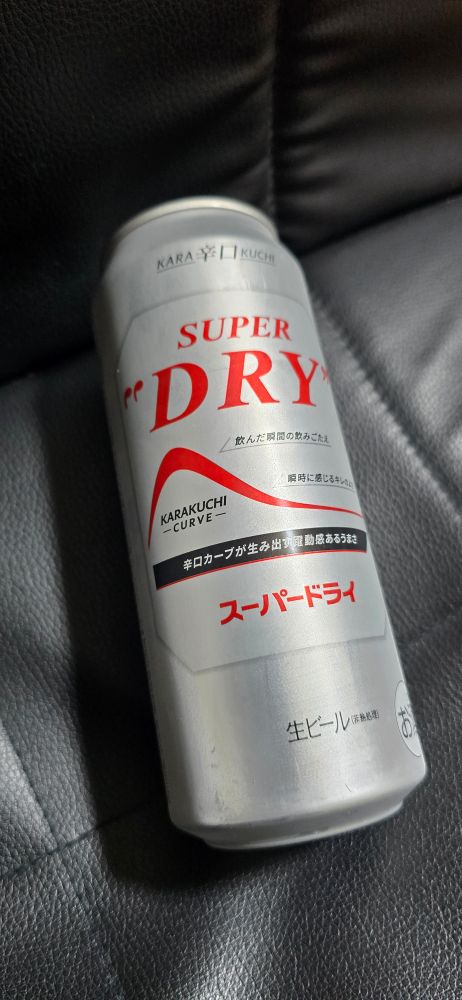 KARA 辛口 KUCHI
SUPER
"DRY"
飲んだ瞬間の飲みごたえ
瞬時に感じるキレの
KARAKUCHI
CURVE
辛口カーブが生み出す躍動感あるうまさ
スーパードライ
生ビール(非熱処理)
お